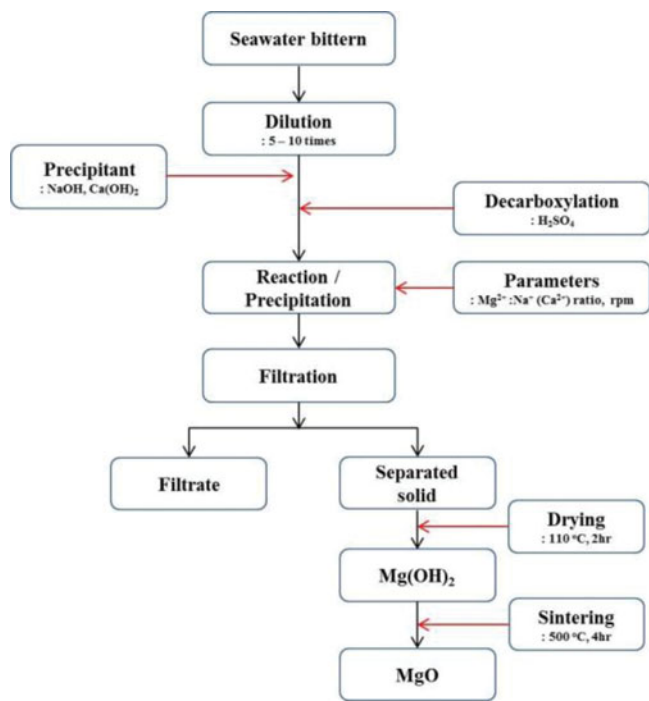 Seawater bittern
Dilution
: 5 – 10 times
Precipitant
: NaOH, Ca(OH)₂
Decarboxylation
: H₂SO₄
Reaction /
Precipitation
Parameters
: Mg²⁺ :Na⁺ (Ca²⁺) ratio, rpm
Filtration
Filtrate
Separated
solid
Drying
: 110 °C, 2hr
Mg(OH)₂
Sintering
: 500 °C, 4hr
MgO